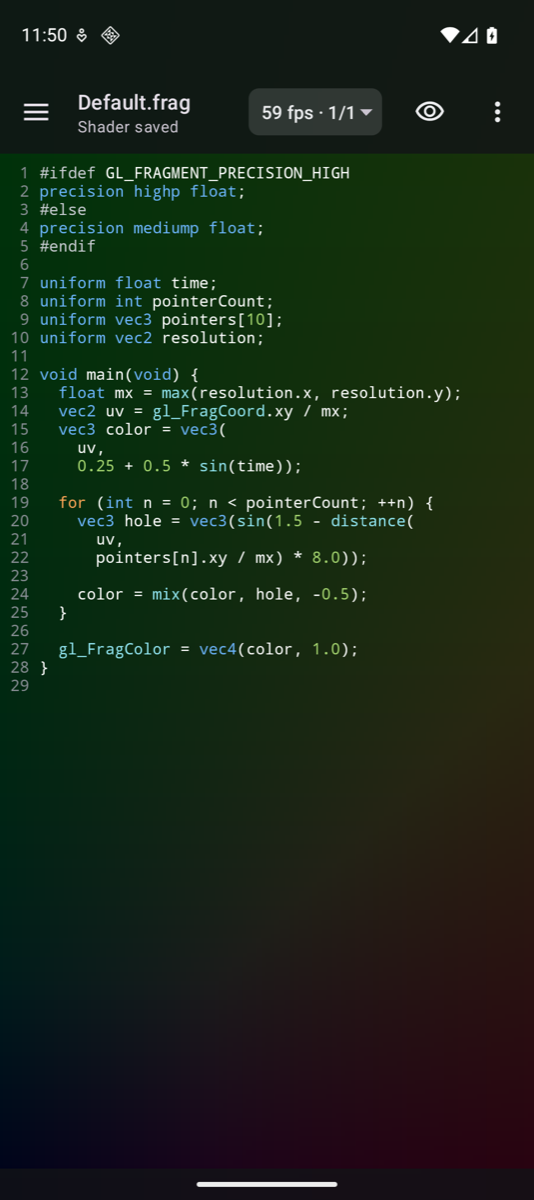 11:50
Default.frag
Shader saved
59 fps · 1/1
1 #ifdef GL_FRAGMENT_PRECISION_HIGH
2 precision highp float;
3 #else
4 precision mediump float;
5 #endif
6
7 uniform float time;
8 uniform int pointerCount;
9 uniform vec3 pointers[10];
10 uniform vec2 resolution;
11
12 void main(void) {
13   float mx = max(resolution.x, resolution.y);
14   vec2 uv = gl_FragCoord.xy / mx;
15   vec3 color = vec3(
16     uv,
17     0.25 + 0.5 * sin(time));
18
19   for (int n = 0; n < pointerCount; ++n) {
20     vec3 hole = vec3(sin(1.5 - distance(
21       uv,
22       pointers[n].xy / mx) * 8.0));
23
24     color = mix(color, hole, -0.5);
25   }
26
27   gl_FragColor = vec4(color, 1.0);
28 }
29